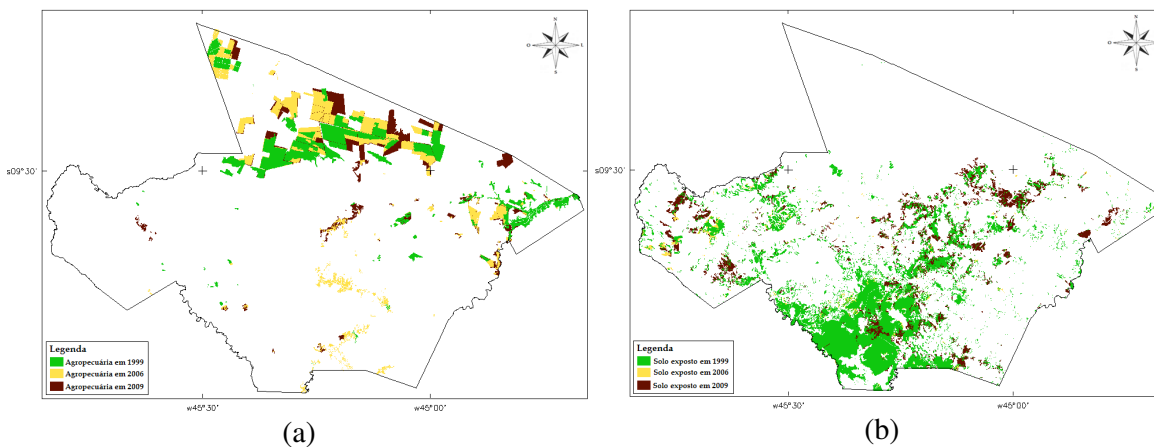 N
O
L
S
s09°30'
Legenda
Agropecuária em 1999
Agropecuária em 2006
Agropecuária em 2009
w45°30'
w45°00'
(a)
N
O
L
S
s09°30'
Legenda
Solo exposto em 1999
Solo exposto em 2006
Solo exposto em 2009
w45°30'
w45°00'
(b)